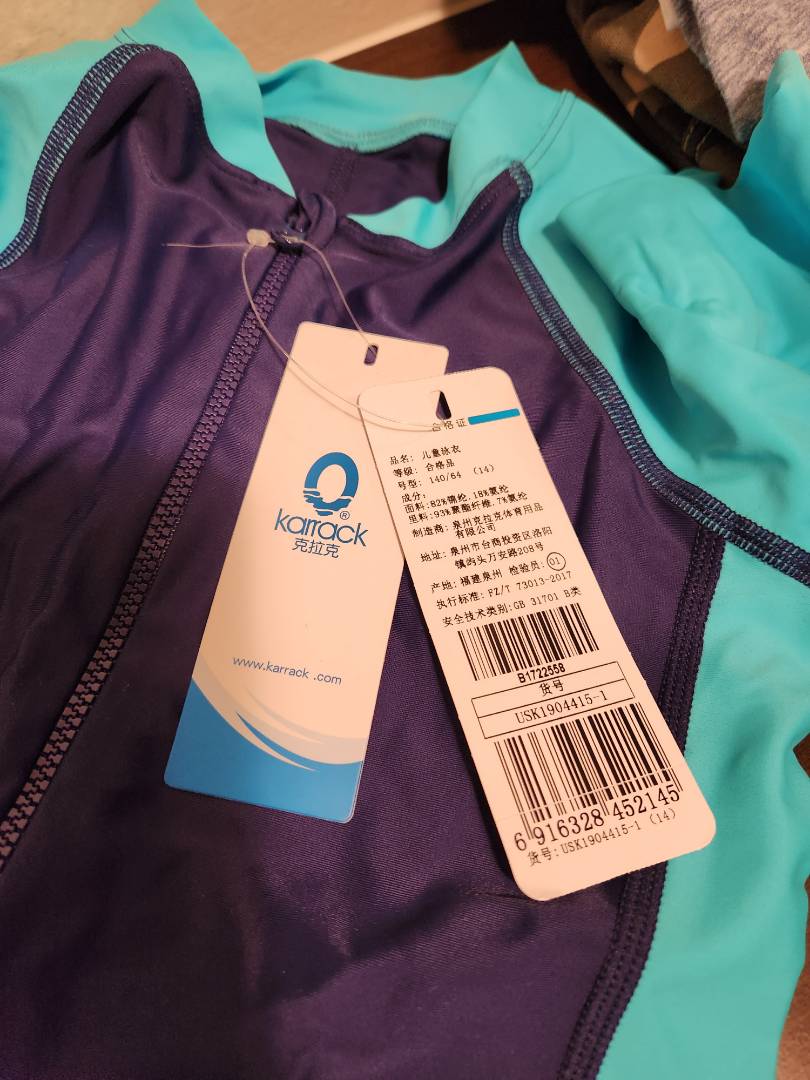 karrack®
克拉克
www.karrack .com
合格证
品名: 儿童泳衣
等级: 合格品
号型: 140/64 (14)
成分:
面料:82%锦纶.18%氨纶
里料:93%聚酯纤维.7%氨纶
制造商: 泉州克拉克体育用品
有限公司
地址: 泉州市台商投资区洛阳
镇屿头万安路208号
产地: 福建泉州 检验员: 01
执行标准: FZ/T 73013-2017
安全技术类别:GB 31701 B类
B1722558
货号
USK1904415-1
6 916328 452145
货号:USK1904415-1 (14)